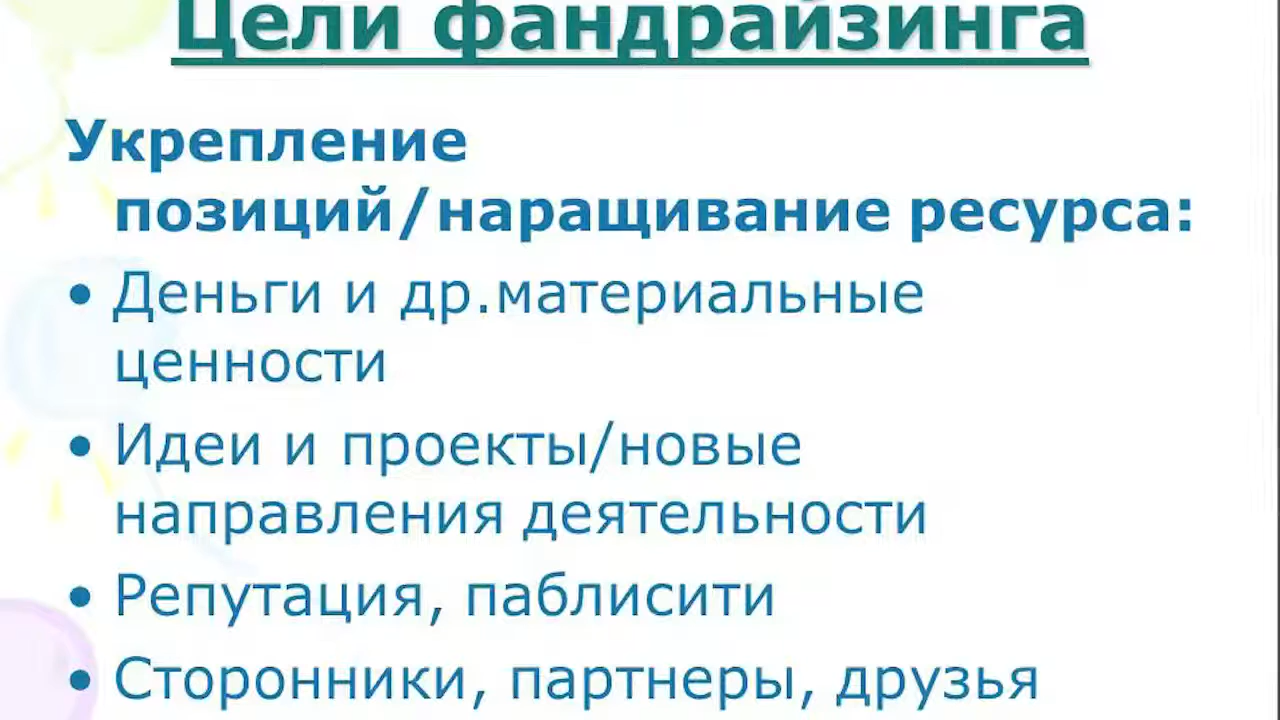 Цели фандрайзинга
Укрепление
позиций/наращивание ресурса:
• Деньги и др.материальные
ценности
• Идеи и проекты/новые
направления деятельности
• Репутация, паблисити
• Сторонники, партнеры, друзья